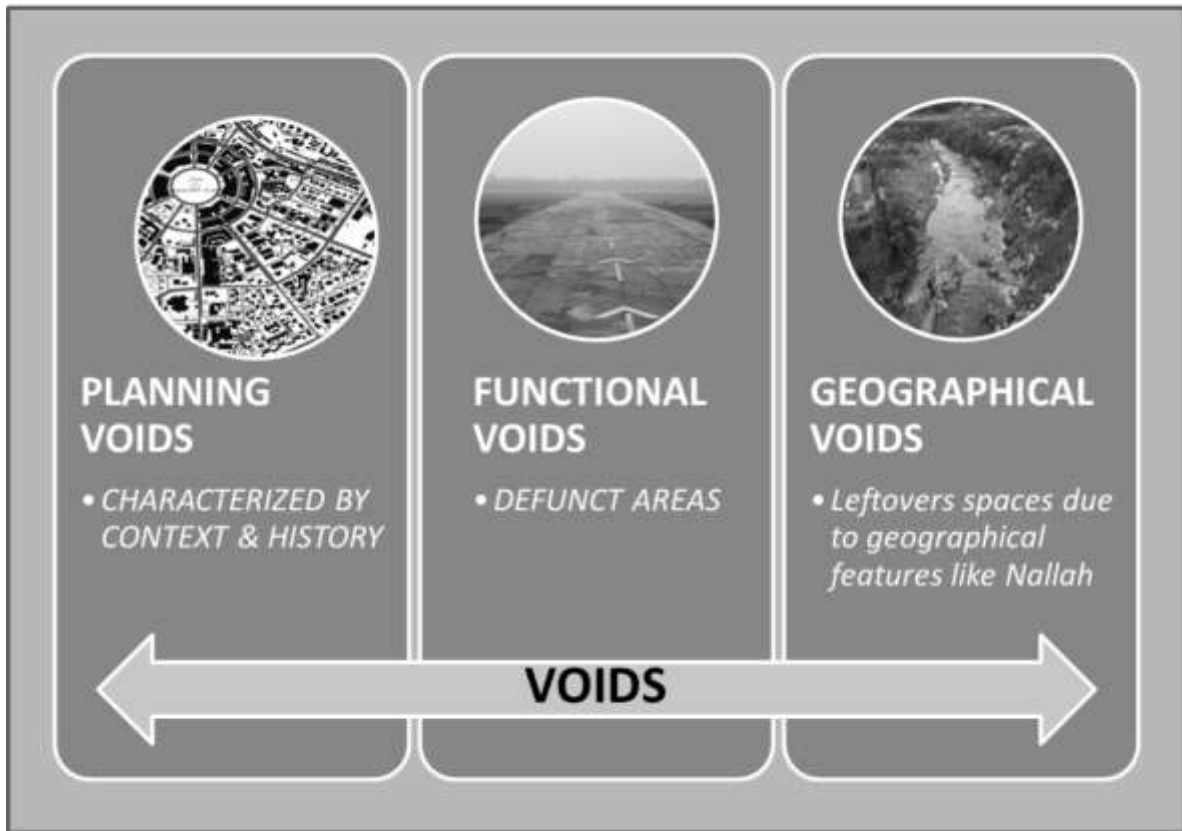 PLANNING
VOIDS
• CHARACTERIZED BY
CONTEXT & HISTORY
FUNCTIONAL
VOIDS
• DEFUNCT AREAS
GEOGRAPHICAL
VOIDS
• Leftovers spaces due
to geographical
features like Nallah
VOIDS